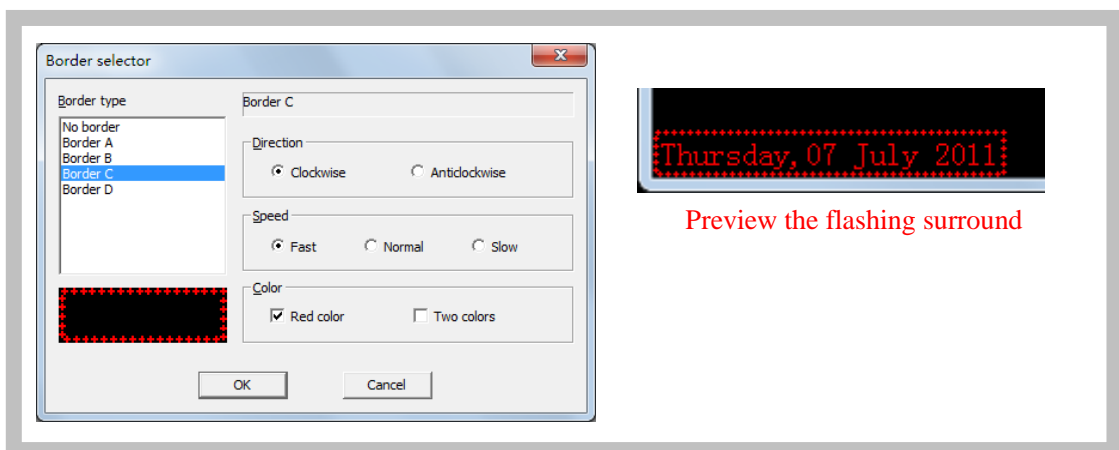 Border selector
Border type
No border
Border A
Border B
Border C
Border D
Border C
Direction
Clockwise Anticlockwise
Speed
Fast Normal Slow
Color
Red color Two colors
OK Cancel
Thursday, 07 July 2011
Preview the flashing surround